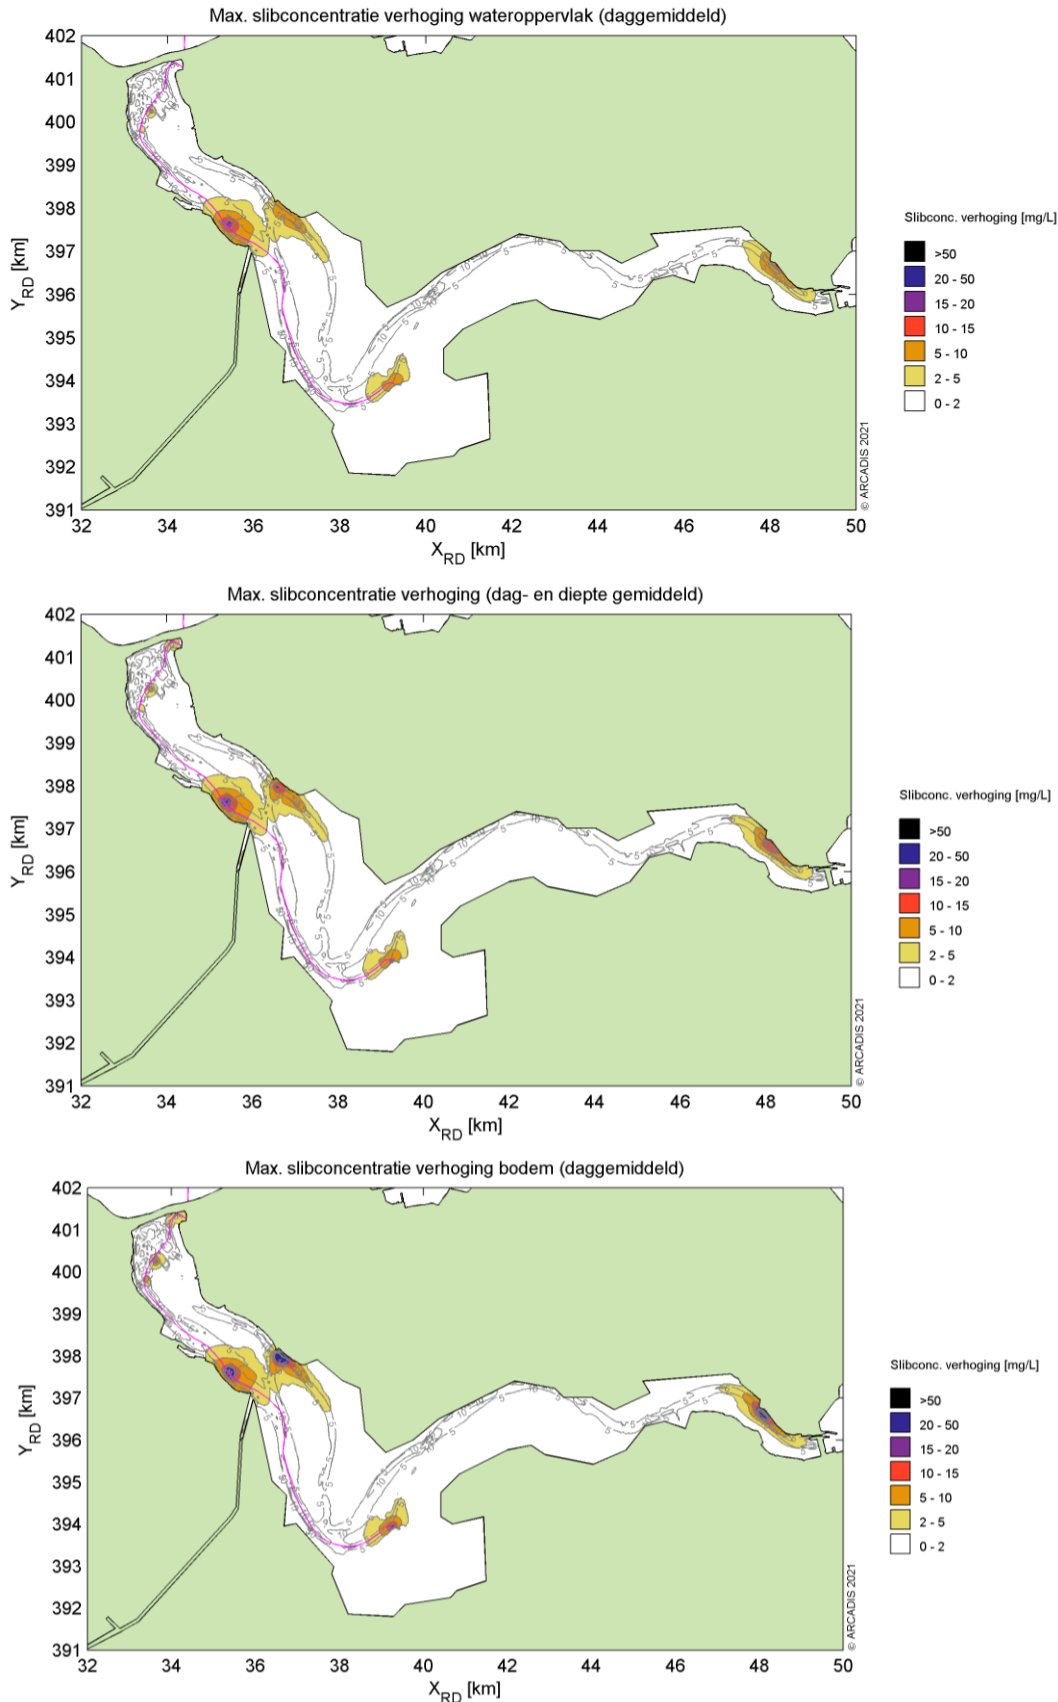 Max. slibconcentratie verhoging wateroppervlak (daggemiddeld)
402
401
400
399
398
397
396
395
394
393
392
391
Y_RD [km]
32 34 36 38 40 42 44 46 48 50
X_RD [km]
Slibconc. verhoging [mg/L]
>50
20 - 50
15 - 20
10 - 15
5 - 10
2 - 5
0 - 2
© ARCADIS 2021
Max. slibconcentratie verhoging (dag- en diepte gemiddeld)
402
401
400
399
398
397
396
395
394
393
392
391
Y_RD [km]
32 34 36 38 40 42 44 46 48 50
X_RD [km]
Slibconc. verhoging [mg/L]
>50
20 - 50
15 - 20
10 - 15
5 - 10
2 - 5
0 - 2
© ARCADIS 2021
Max. slibconcentratie verhoging bodem (daggemiddeld)
402
401
400
399
398
397
396
395
394
393
392
391
Y_RD [km]
32 34 36 38 40 42 44 46 48 50
X_RD [km]
Slibconc. verhoging [mg/L]
>50
20 - 50
15 - 20
10 - 15
5 - 10
2 - 5
0 - 2
© ARCADIS 2021